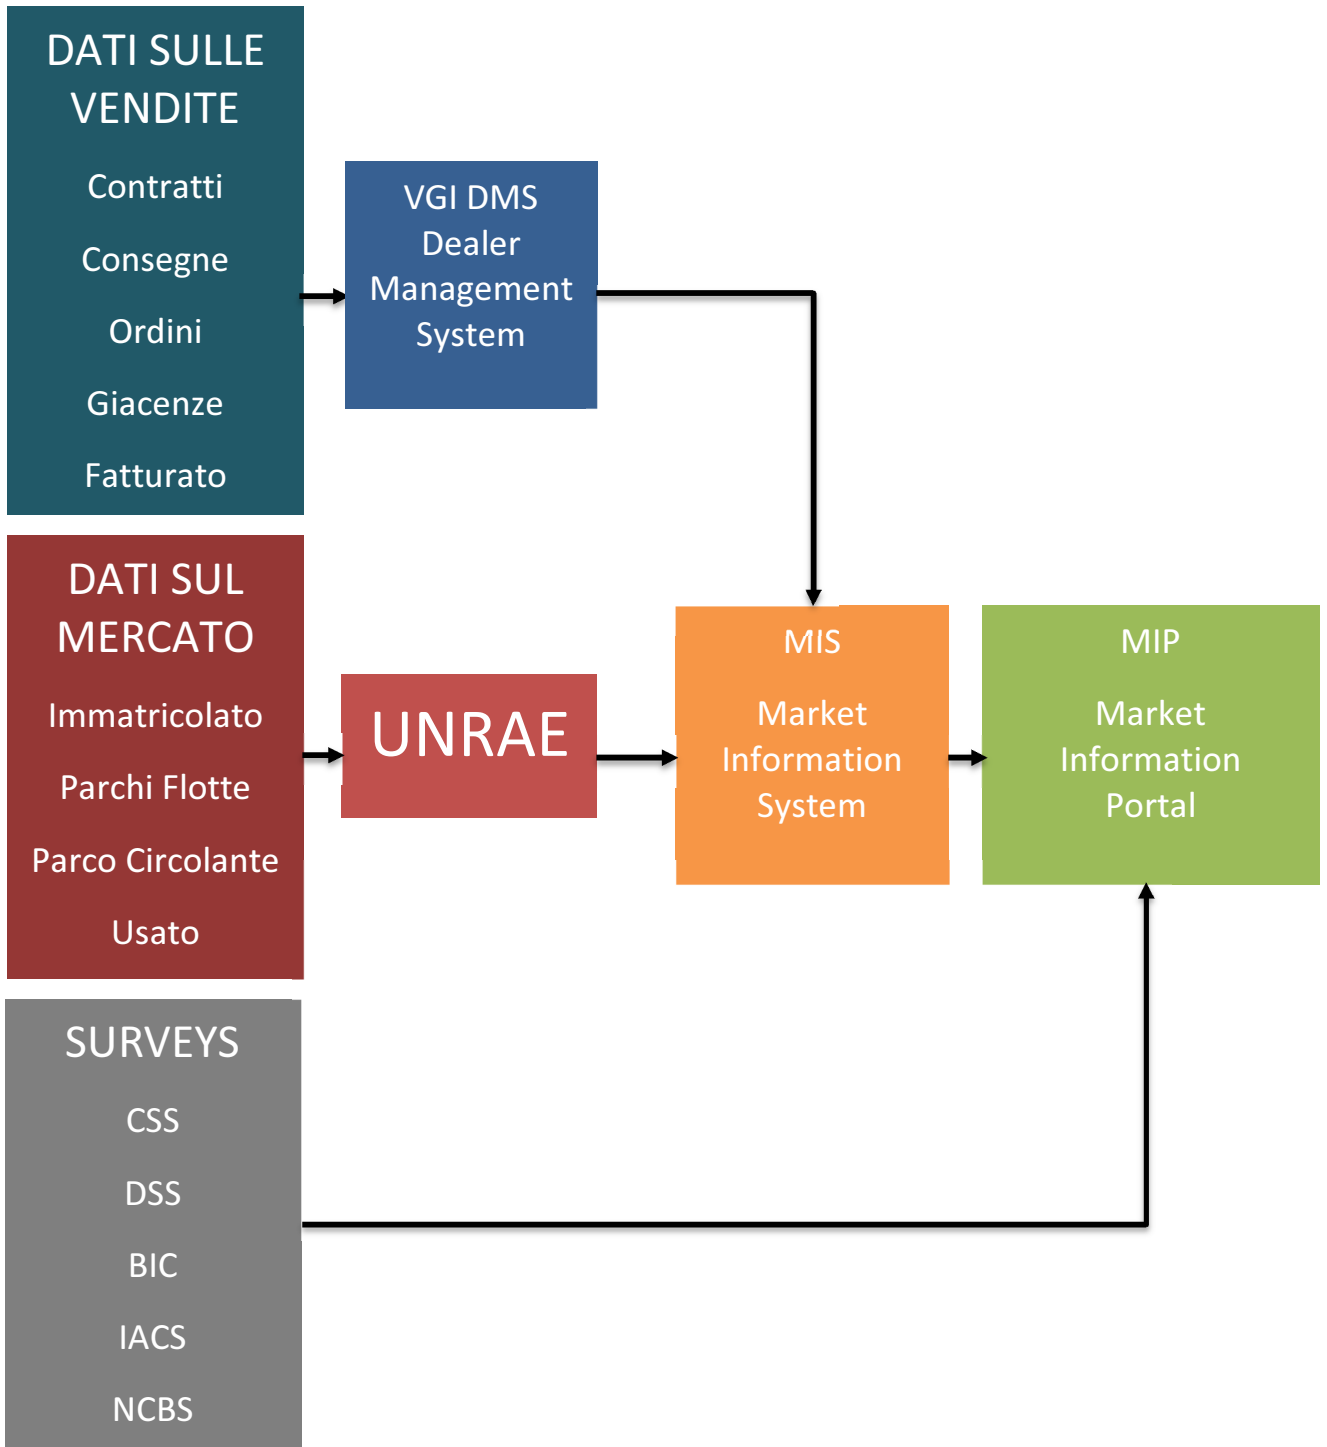 DATI SULLE
VENDITE
Contratti
Consegne
Ordini
Giacenze
Fatturato
VGI DMS
Dealer
Management
System
DATI SUL
MERCATO
Immatricolato
Parchi Flotte
Parco Circolante
Usato
UNRAE
MIS
Market
Information
System
MIP
Market
Information
Portal
SURVEYS
CSS
DSS
BIC
IACS
NCBS